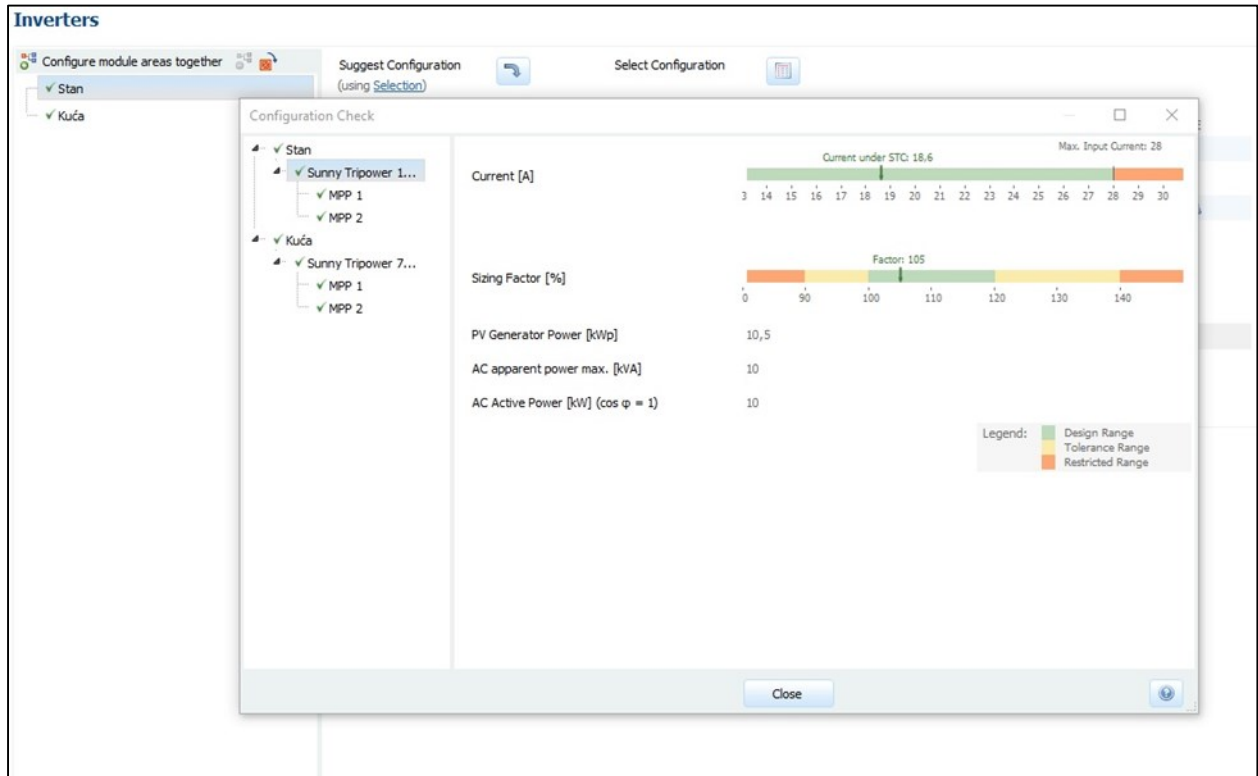 Inverters
Configure module areas together
Stan
Kuća
Suggest Configuration
(using Selection)
Select Configuration
Configuration Check
Stan
Sunny Tripower 1...
MPP 1
MPP 2
Kuća
Sunny Tripower 7...
MPP 1
MPP 2
Current under STC: 18,6
Max. Input Current: 28
Current [A]
3 14 15 16 17 18 19 20 21 22 23 24 25 26 27 28 29 30
Factor: 105
Sizing Factor [%]
0 90 100 110 120 130 140
PV Generator Power [kWp] 10,5
AC apparent power max. [kVA] 10
AC Active Power [kW] (cos φ = 1) 10
Legend: Design Range
Tolerance Range
Restricted Range
Close